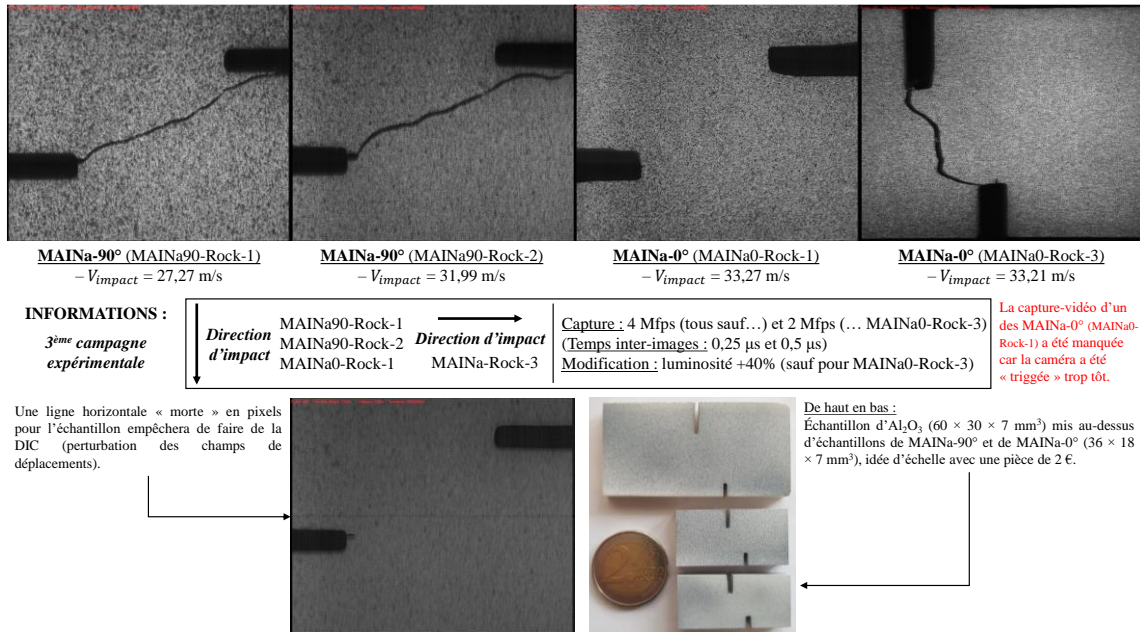 MAINa-90° (MAINa90-Rock-1)
– V_impact = 27,27 m/s
MAINa-90° (MAINa90-Rock-2)
– V_impact = 31,99 m/s
MAINa-0° (MAINa0-Rock-1)
– V_impact = 33,27 m/s
MAINa-0° (MAINa0-Rock-3)
– V_impact = 33,21 m/s
INFORMATIONS :
3ème campagne
expérimentale
Direction
d'impact
MAINa90-Rock-1
MAINa90-Rock-2
MAINa0-Rock-1
Direction d'impact
MAINa-Rock-3
Capture : 4 Mfps (tous sauf…) et 2 Mfps (… MAINa0-Rock-3)
(Temps inter-images : 0,25 µs et 0,5 µs)
Modification : luminosité +40% (sauf pour MAINa0-Rock-3)
La capture-vidéo d'un
des MAINa-0° (MAINa0-
Rock-1) a été manquée
car la caméra a été
« triggée » trop tôt.
Une ligne horizontale « morte » en pixels
pour l'échantillon empêchera de faire de la
DIC (perturbation des champs de
déplacements).
De haut en bas :
Échantillon d'Al₂O₃ (60 × 30 × 7 mm³) mis au-dessus
d'échantillons de MAINa-90° et de MAINa-0° (36 × 18
× 7 mm³), idée d'échelle avec une pièce de 2 €.